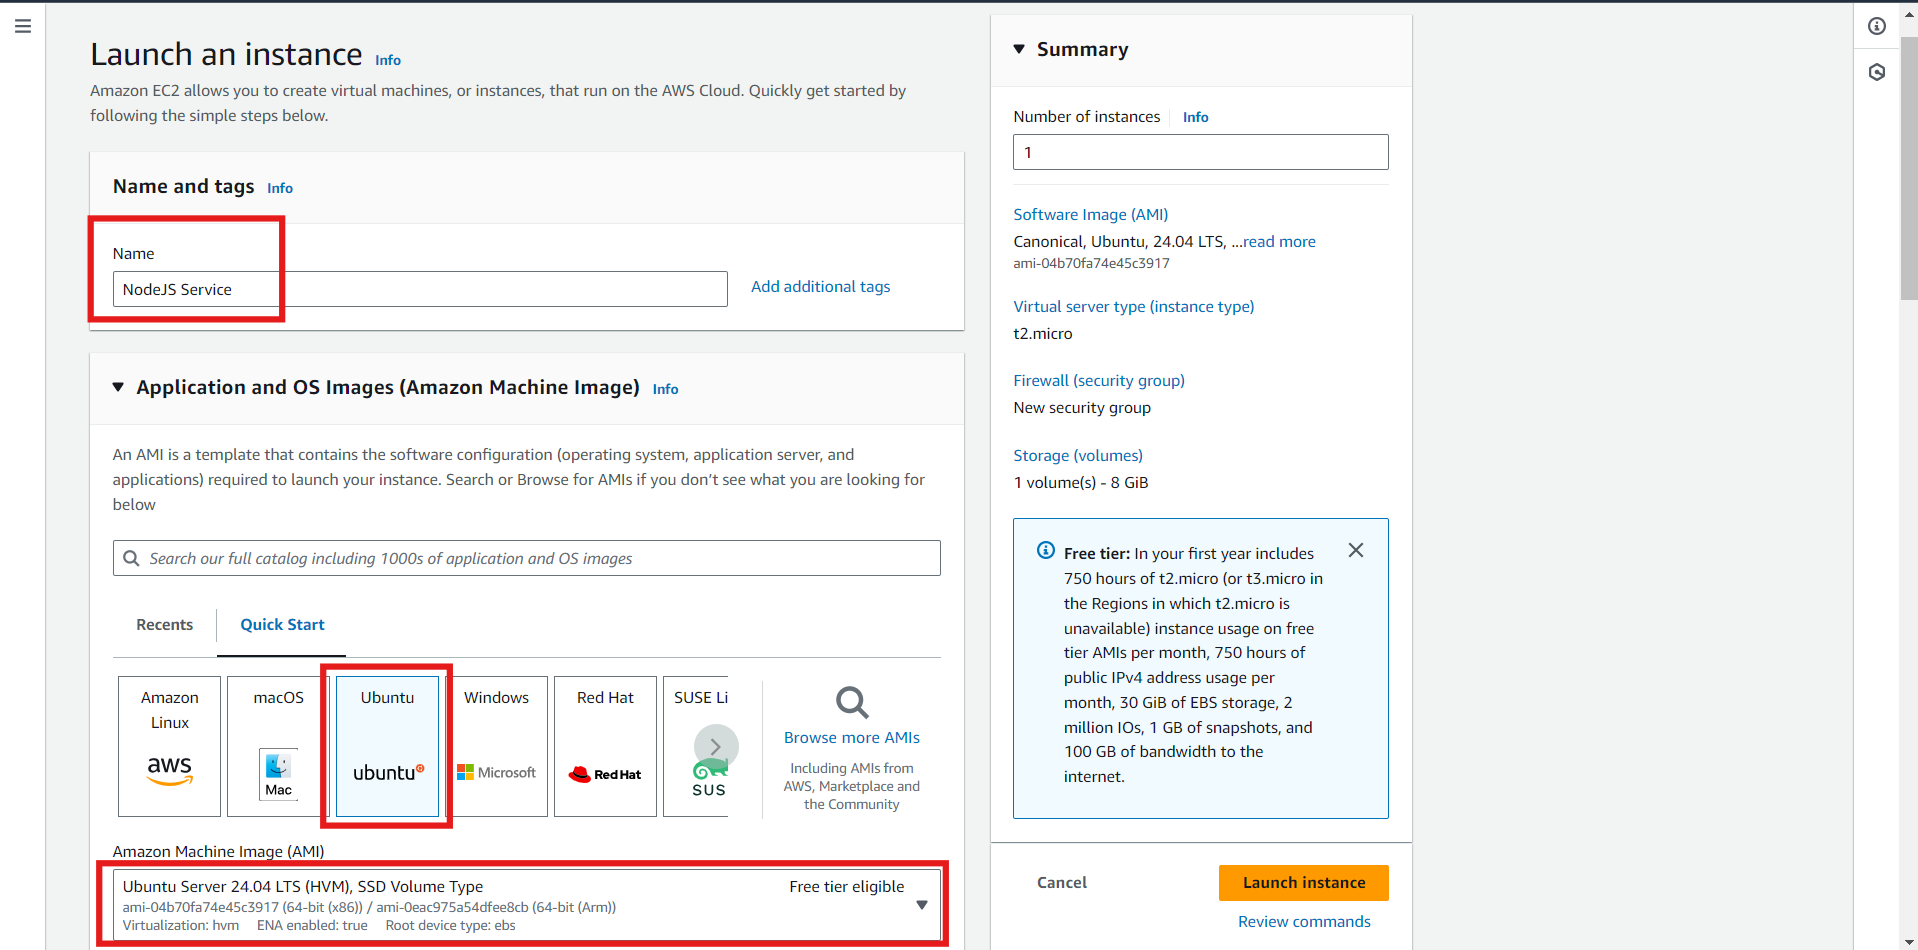 Launch an instance Info
Amazon EC2 allows you to create virtual machines, or instances, that run on the AWS Cloud. Quickly get started by
following the simple steps below.
Name and tags Info
Name
NodeJS Service
Add additional tags
Application and OS Images (Amazon Machine Image) Info
An AMI is a template that contains the software configuration (operating system, application server, and
applications) required to launch your instance. Search or Browse for AMIs if you don't see what you are looking for
below
Search our full catalog including 1000s of application and OS images
Recents
Quick Start
Amazon
Linux
aws
macOS
Mac
Ubuntu
ubuntu
Windows
Microsoft
Red Hat
Red Hat
SUSE Li
SUS
Browse more AMIs
Including AMIs from
AWS, Marketplace and
the Community
Amazon Machine Image (AMI)
Ubuntu Server 24.04 LTS (HVM), SSD Volume Type
Free tier eligible
ami-04b70fa74e45c3917 (64-bit (x86)) / ami-0eac975a54dfee8cb (64-bit (Arm))
Virtualization: hvm ENA enabled: true Root device type: ebs
Summary
Number of instances Info
1
Software Image (AMI)
Canonical, Ubuntu, 24.04 LTS, ...read more
ami-04b70fa74e45c3917
Virtual server type (instance type)
t2.micro
Firewall (security group)
New security group
Storage (volumes)
1 volume(s) - 8 GiB
Free tier: In your first year includes
750 hours of t2.micro (or t3.micro in
the Regions in which t2.micro is
unavailable) instance usage on free
tier AMIs per month, 750 hours of
public IPv4 address usage per
month, 30 GiB of EBS storage, 2
million IOs, 1 GB of snapshots, and
100 GB of bandwidth to the
internet.
Cancel
Launch instance
Review commands